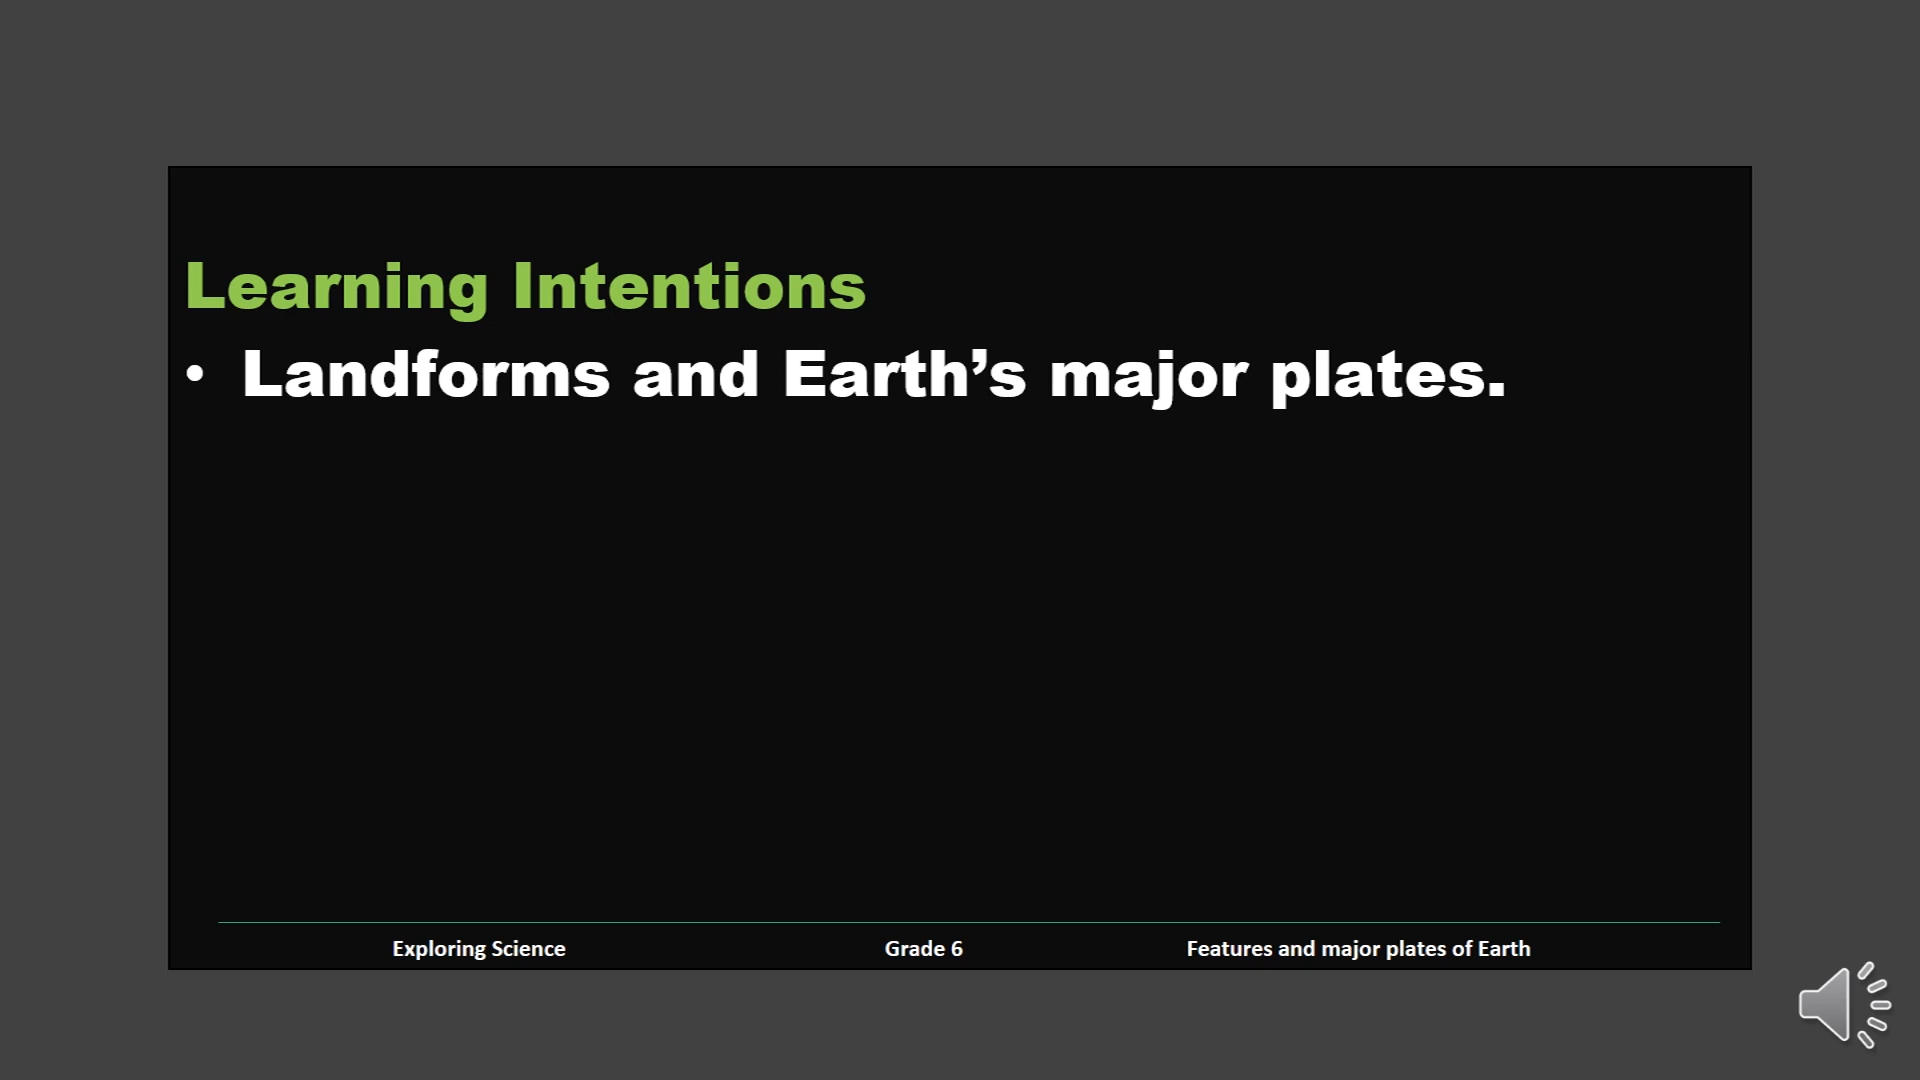 Learning Intentions
• Landforms and Earth’s major plates.
Exploring Science Grade 6 Features and major plates of Earth